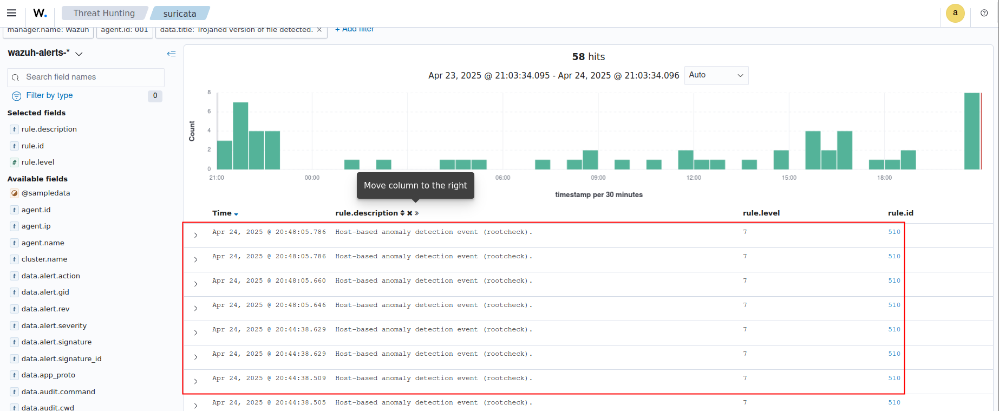 W.
Threat Hunting
suricata
a
manager.name: Wazuh
agent.id: 001
data.title: Trojaned version of file detected.
+ Add filter
wazuh-alerts-*
Search field names
Filter by type
0
Selected fields
t rule.description
t rule.id
# rule.level
Available fields
@sampledata
t agent.id
t agent.ip
t agent.name
t cluster.name
t data.alert.action
t data.alert.gid
t data.alert.rev
t data.alert.severity
t data.alert.signature
t data.alert.signature_id
t data.app_proto
t data.audit.command
t data.audit.cwd
58 hits
Apr 23, 2025 @ 21:03:34.095 - Apr 24, 2025 @ 21:03:34.096
Auto
Count
8
6
4
2
0
21:00
00:00
06:00
09:00
12:00
15:00
18:00
timestamp per 30 minutes
Move column to the right
Time rule.description rule.level rule.id
Apr 24, 2025 @ 20:48:05.786 Host-based anomaly detection event (rootcheck). 7 510
Apr 24, 2025 @ 20:48:05.786 Host-based anomaly detection event (rootcheck). 7 510
Apr 24, 2025 @ 20:48:05.660 Host-based anomaly detection event (rootcheck). 7 510
Apr 24, 2025 @ 20:48:05.646 Host-based anomaly detection event (rootcheck). 7 510
Apr 24, 2025 @ 20:44:38.629 Host-based anomaly detection event (rootcheck). 7 510
Apr 24, 2025 @ 20:44:38.629 Host-based anomaly detection event (rootcheck). 7 510
Apr 24, 2025 @ 20:44:38.509 Host-based anomaly detection event (rootcheck). 7 510
Apr 24, 2025 @ 20:44:38.505 Host-based anomaly detection event (rootcheck). 7 510